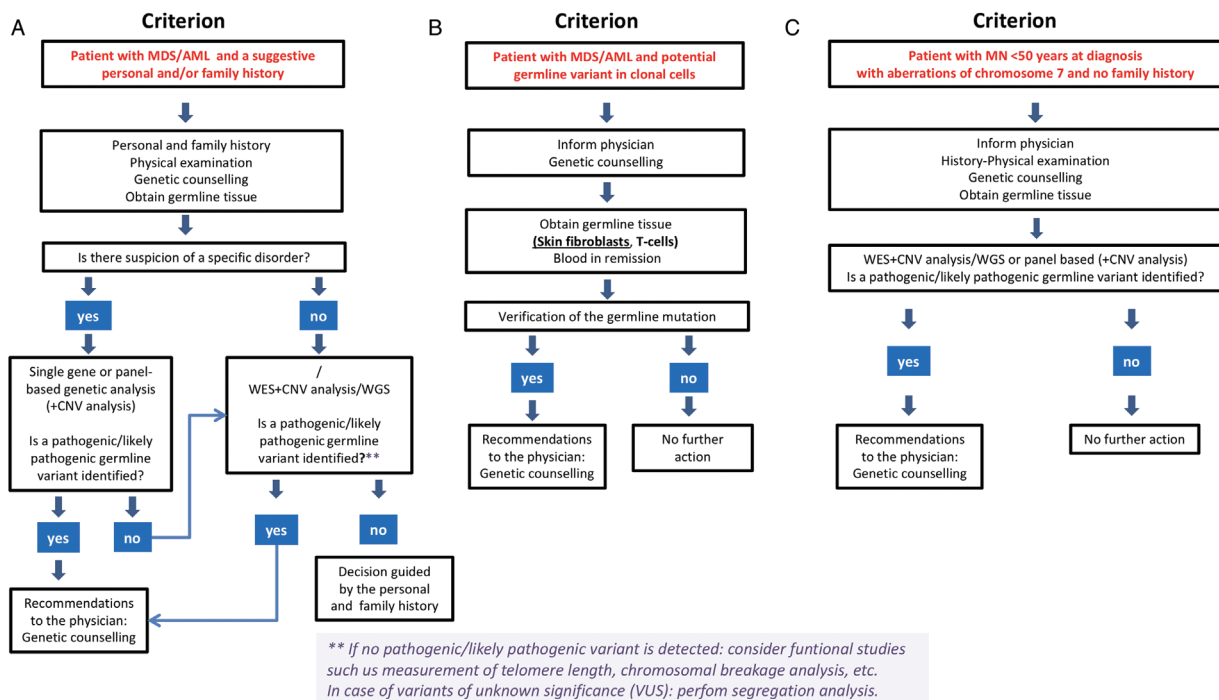 A
Criterion
Patient with MDS/AML and a suggestive
personal and/or family history
Personal and family history
Physical examination
Genetic counselling
Obtain germline tissue
Is there suspicion of a specific disorder?
yes
no
Single gene or panel-
based genetic analysis
(+CNV analysis)
Is a pathogenic/likely
pathogenic germline
variant identified?
/
WES+CNV analysis/WGS
Is a pathogenic/likely
pathogenic germline
variant identified?**
yes
no
yes
no
Recommendations
to the physician:
Genetic counselling
Decision guided
by the personal
and family history
B
Criterion
Patient with MDS/AML and potential
germline variant in clonal cells
Inform physician
Genetic counselling
Obtain germline tissue
(Skin fibroblasts, T-cells)
Blood in remission
Verification of the germline mutation
yes
no
Recommendations
to the physician:
Genetic counselling
No further
action
C
Criterion
Patient with MN <50 years at diagnosis
with aberrations of chromosome 7 and no family history
Inform physician
History-Physical examination
Genetic counselling
Obtain germline tissue
WES+CNV analysis/WGS or panel based (+CNV analysis)
Is a pathogenic/likely pathogenic germline variant identified?
yes
no
Recommendations
to the physician:
Genetic counselling
No further action
** If no pathogenic/likely pathogenic variant is detected: consider funtional studies
such us measurement of telomere length, chromosomal breakage analysis, etc.
In case of variants of unknown significance (VUS): perfom segregation analysis.